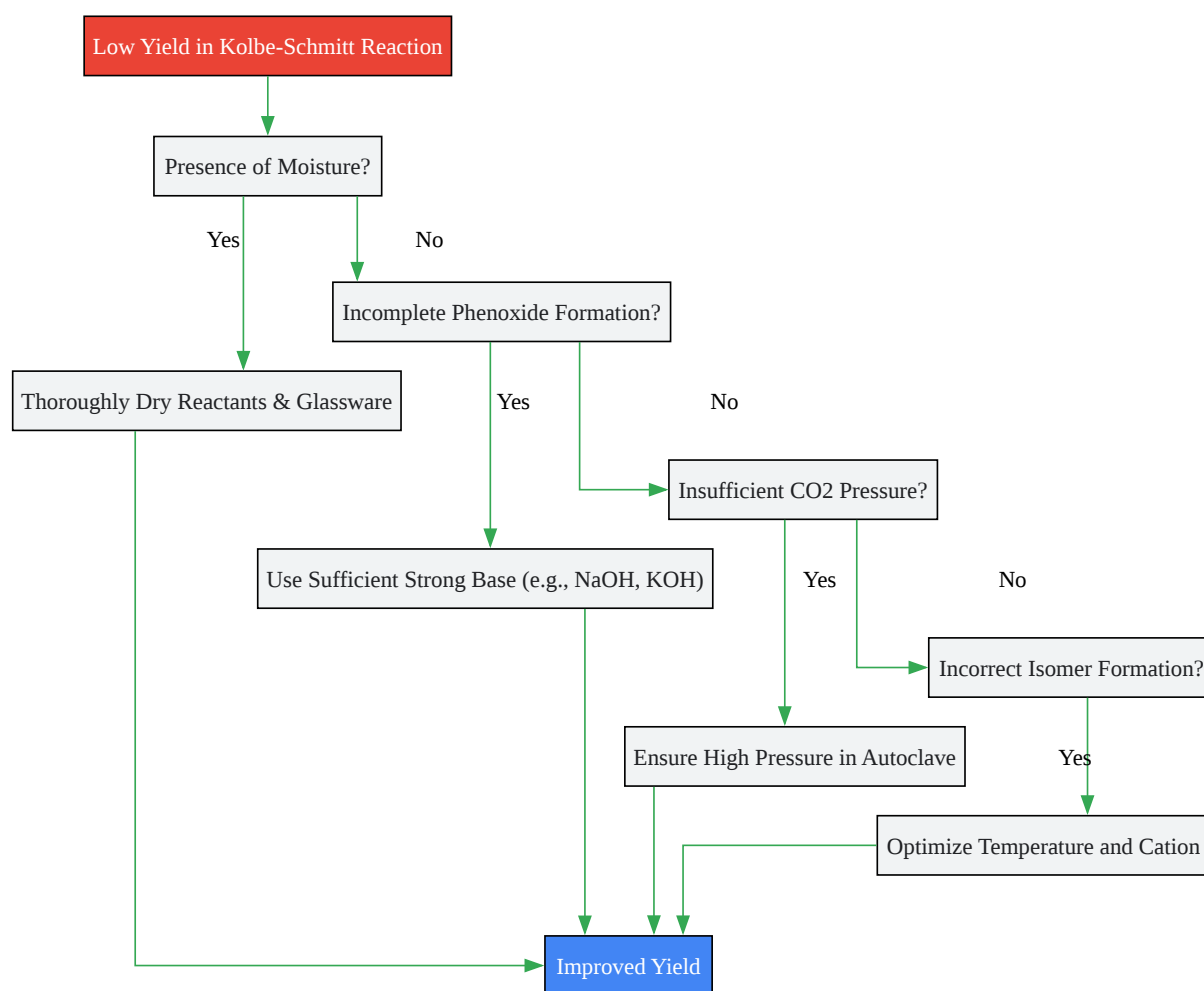 Low Yield in Kolbe-Schmitt Reaction
Presence of Moisture?
Yes
No
Incomplete Phenoxide Formation?
Thoroughly Dry Reactants & Glassware
Yes
No
Insufficient CO2 Pressure?
Use Sufficient Strong Base (e.g., NaOH, KOH)
Yes
No
Incorrect Isomer Formation?
Ensure High Pressure in Autoclave
Yes
Optimize Temperature and Cation
Improved Yield